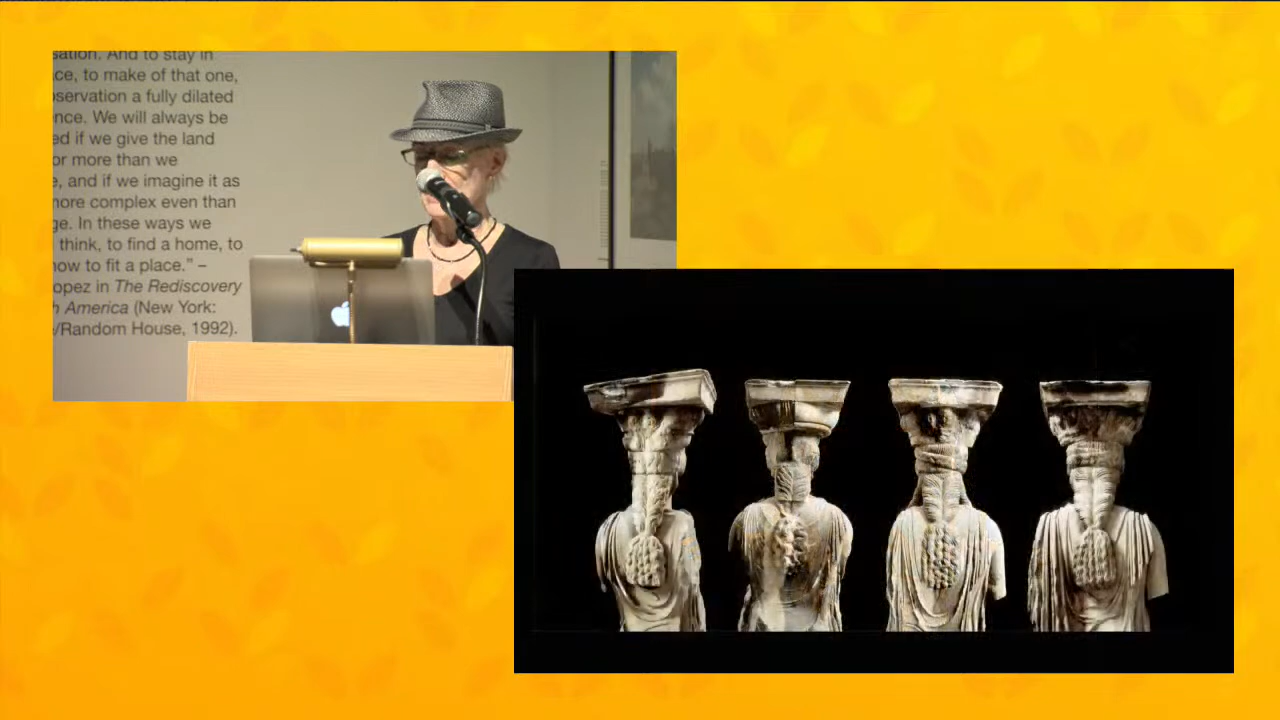 sation. And to stay in
ce, to make of that one,
servation a fully dilated
nce. We will always be
ed if we give the land
or more than we
e, and if we imagine it as
nore complex even than
ge. In these ways we
think, to find a home, to
now to fit a place.” –
opez in The Rediscovery
h America (New York:
/Random House, 1992).